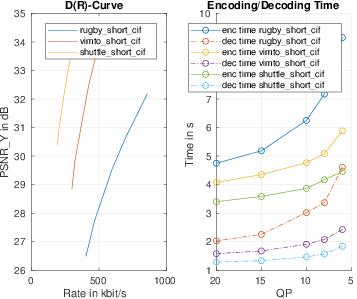 D(R)-Curve
35
34
33
32
31
30
29
28
27
26
0
500
1000
PSNR_Y in dB
Rate in kbit/s
rugby_short_cif
vimto_short_cif
shuttle_short_cif
Encoding/Decoding Time
10
7
6
5
4
3
2
1
20
15
10
5
Time in s
QP
enc time rugby_short_cif
dec time rugby_short_cif
enc time vimto_short_cif
dec time vimto_short_cif
enc time shuttle_short_cif
dec time shuttle_short_cif